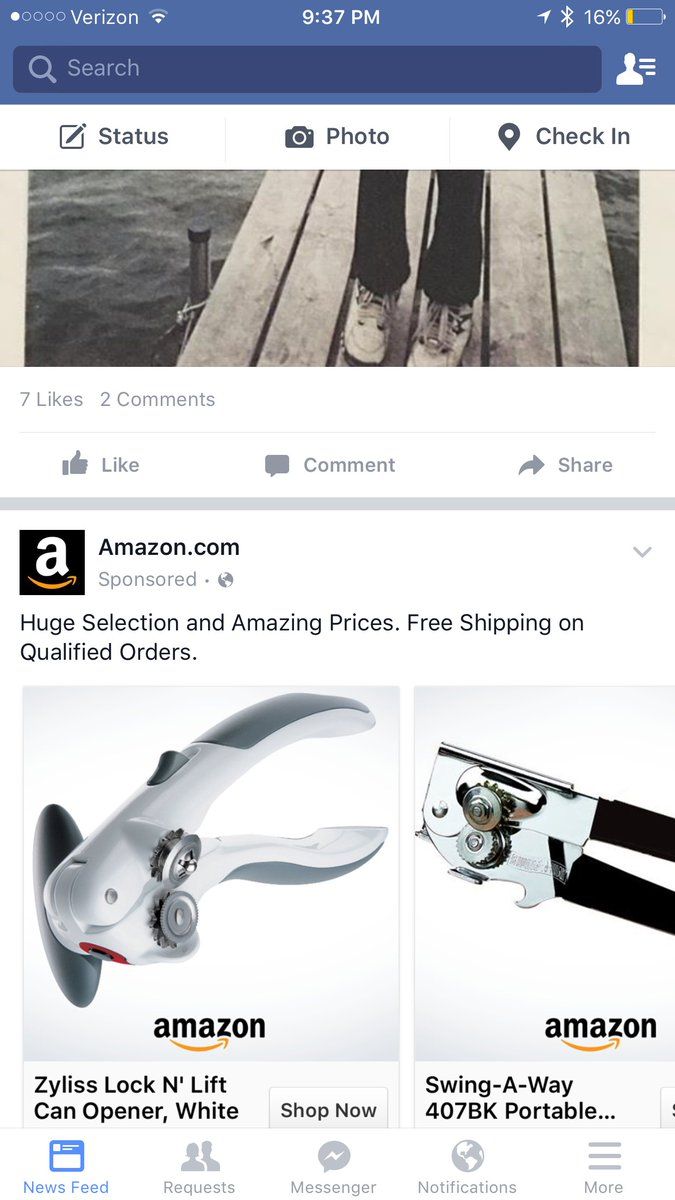 Verizon 9:37 PM 16%
Search
Status Photo Check In
7 Likes 2 Comments
Like Comment Share
a Amazon.com
Sponsored ·
Huge Selection and Amazing Prices. Free Shipping on
Qualified Orders.
amazon
Zyliss Lock N' Lift
Can Opener, White
Shop Now
amazon
Swing-A-Way
407BK Portable...
News Feed Requests Messenger Notifications More